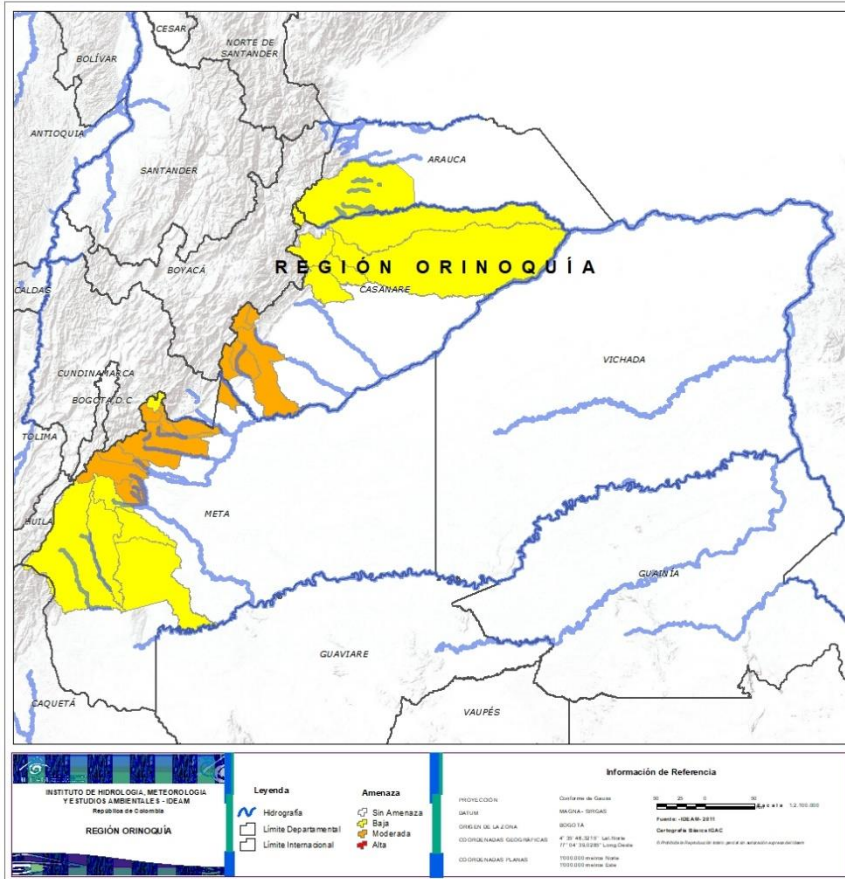 CESAR
NORTE DE
SANTANDER
BOLÍVAR
ANTIOQUIA
ARAUCA
SANTANDER
BOYACÁ
REGIÓN ORINOQUÍA
CALDAS
CASANARE
VICHADA
CUNDINAMARCA
BOGOTÁ, D.C
TOLIMA
META
HUILA
GUAINÍA
GUAVIARE
CAQUETÁ
VAUPÉS
INSTITUTO DE HIDROLOGIA, METEOROLOGIA
Y ESTUDIOS AMBIENTALES - IDEAM
República de Colombia
REGIÓN ORINOQUÍA
Leyenda
Hidrografía
Límite Departamental
Límite Internacional
Amenaza
Sin Amenaza
Baja
Moderada
Alta
Información de Referencia
PROYECCION
Conforme de Gauss
DATUM
MAGNA - SIRGAS
ORIGEN DE LA ZONA
BOGOTA
COORDENADAS GEOGRAFICAS
COORDENADAS PLANAS
Escala
Fuente: -IDEAM- 2011
Cartografía Básica IGAC